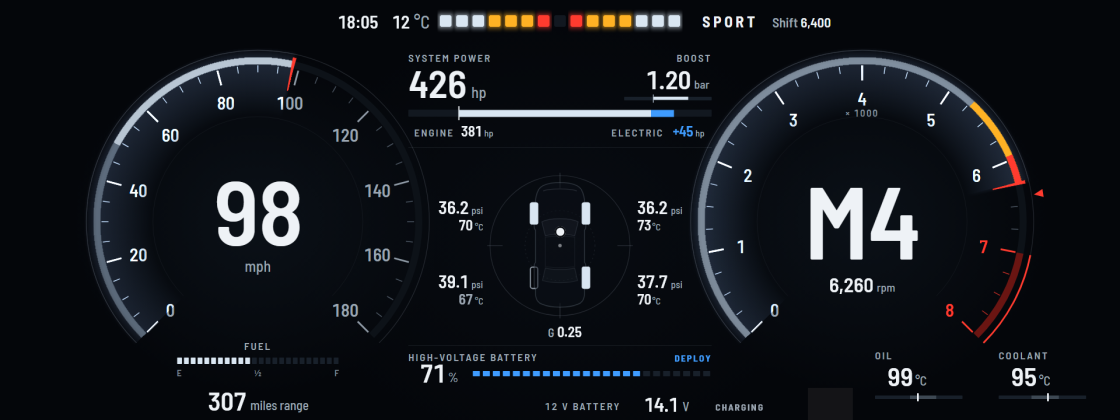 18:05 12 °C SPORT Shift 6,400
SYSTEM POWER BOOST
426 hp 1.20 bar
ENGINE 381 hp ELECTRIC +45 hp
0 20 40 60 80 100 120 140 160 180
98
mph
FUEL
E ½ F
307 miles range
36.2 psi 36.2 psi
70 °C 73 °C
39.1 psi 37.7 psi
67 °C 70 °C
G 0.25
HIGH-VOLTAGE BATTERY DEPLOY
71 %
12 V BATTERY 14.1 V CHARGING
0 1 2 3 4 5 6 7 8
× 1000
M4
6,260 rpm
OIL COOLANT
99 °C 95 °C